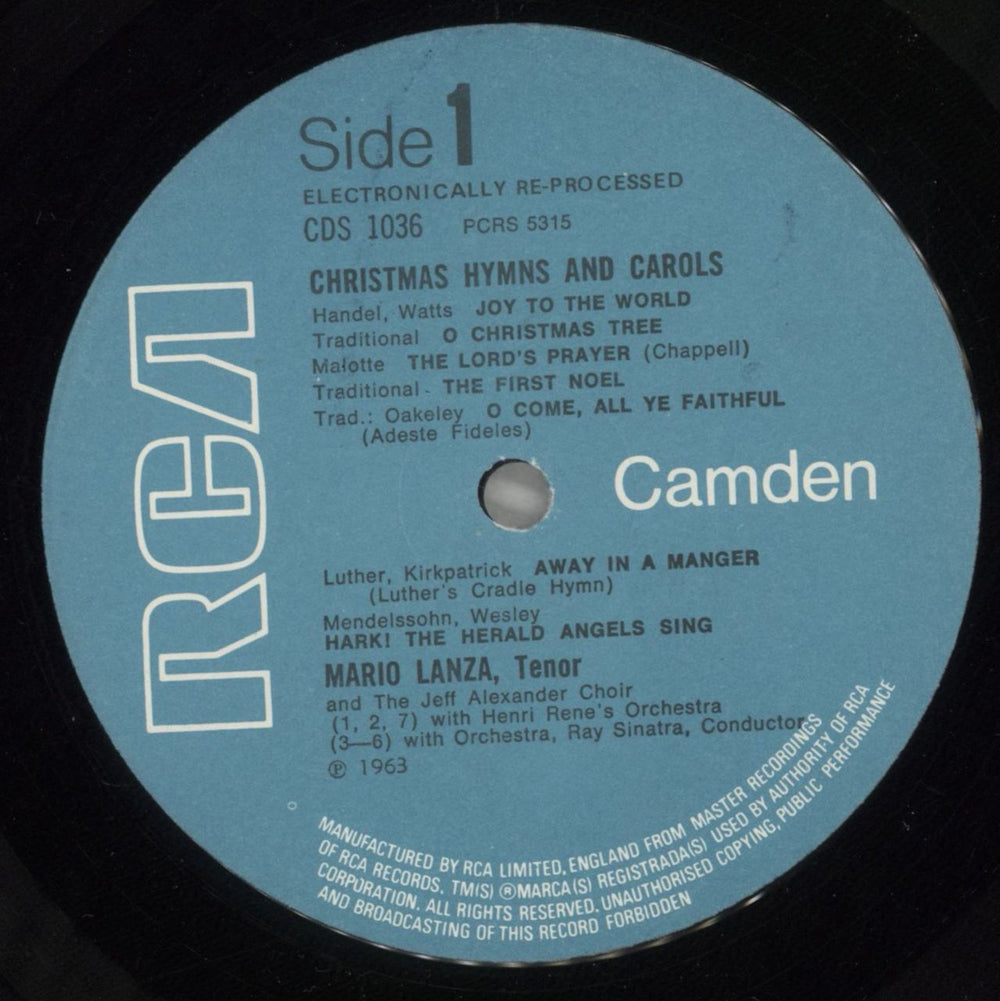 Side 1
ELECTRONICALLY RE-PROCESSED
CDS 1036 PCRS 5315
CHRISTMAS HYMNS AND CAROLS
Handel, Watts JOY TO THE WORLD
Traditional O CHRISTMAS TREE
Malotte THE LORD'S PRAYER (Chappell)
Traditional - THE FIRST NOEL
Trad.: Oakeley O COME, ALL YE FAITHFUL
(Adeste Fideles)
RCA
Camden
Luther, Kirkpatrick AWAY IN A MANGER
(Luther's Cradle Hymn)
Mendelssohn, Wesley
HARK! THE HERALD ANGELS SING
MARIO LANZA, Tenor
and The Jeff Alexander Choir
(1, 2, 7) with Henri Rene's Orchestra
(3—6) with Orchestra, Ray Sinatra, Conductor
℗ 1963
MANUFACTURED BY RCA LIMITED, ENGLAND FROM MASTER RECORDINGS
OF RCA RECORDS. TM(S) ® MARCA(S) REGISTRADA(S) USED BY AUTHORITY OF RCA
CORPORATION. ALL RIGHTS RESERVED. UNAUTHORISED COPYING, PUBLIC PERFORMANCE
AND BROADCASTING OF THIS RECORD FORBIDDEN